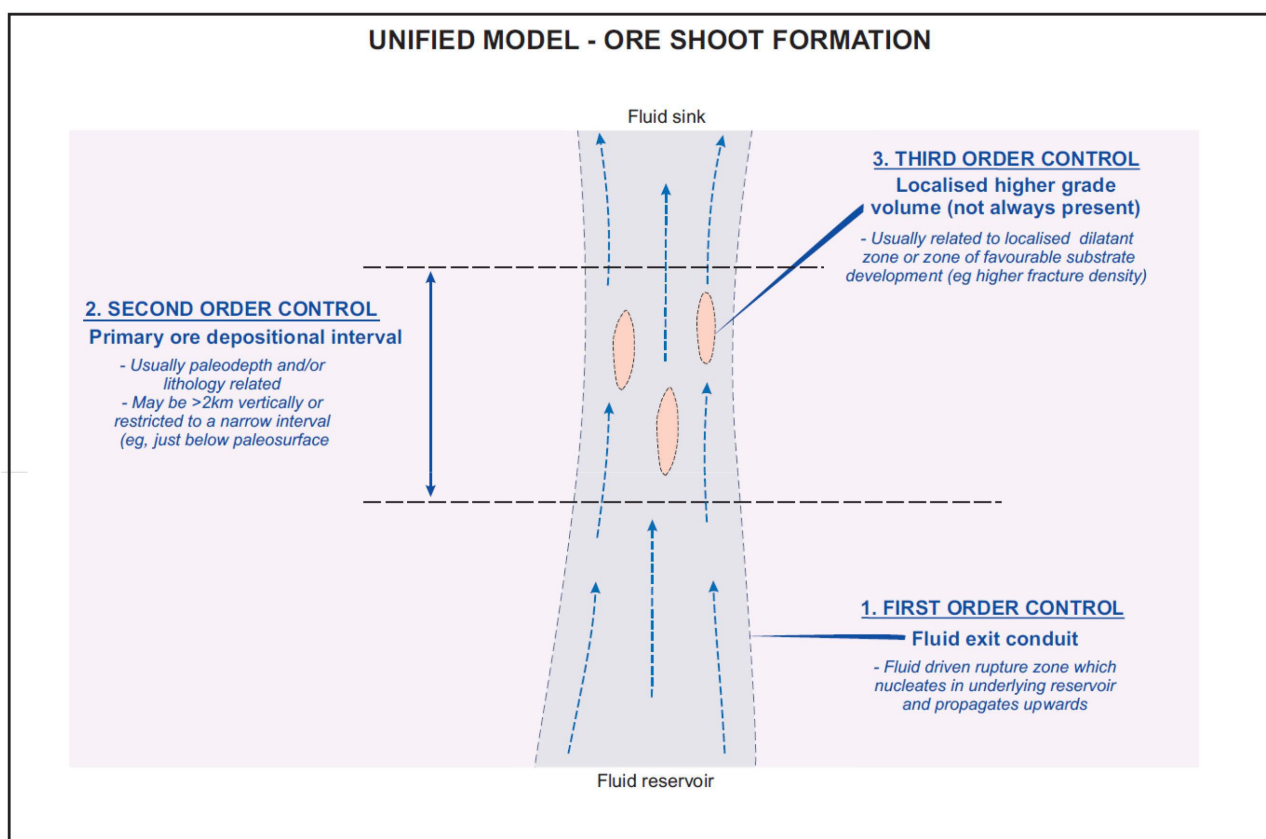 UNIFIED MODEL - ORE SHOOT FORMATION
Fluid sink
3. THIRD ORDER CONTROL
Localised higher grade
volume (not always present)
- Usually related to localised dilatant
zone or zone of favourable substrate
development (eg higher fracture density)
2. SECOND ORDER CONTROL
Primary ore depositional interval
- Usually paleodepth and/or
lithology related
- May be >2km vertically or
restricted to a narrow interval
(eg, just below paleosurface
1. FIRST ORDER CONTROL
Fluid exit conduit
- Fluid driven rupture zone which
nucleates in underlying reservoir
and propagates upwards
Fluid reservoir